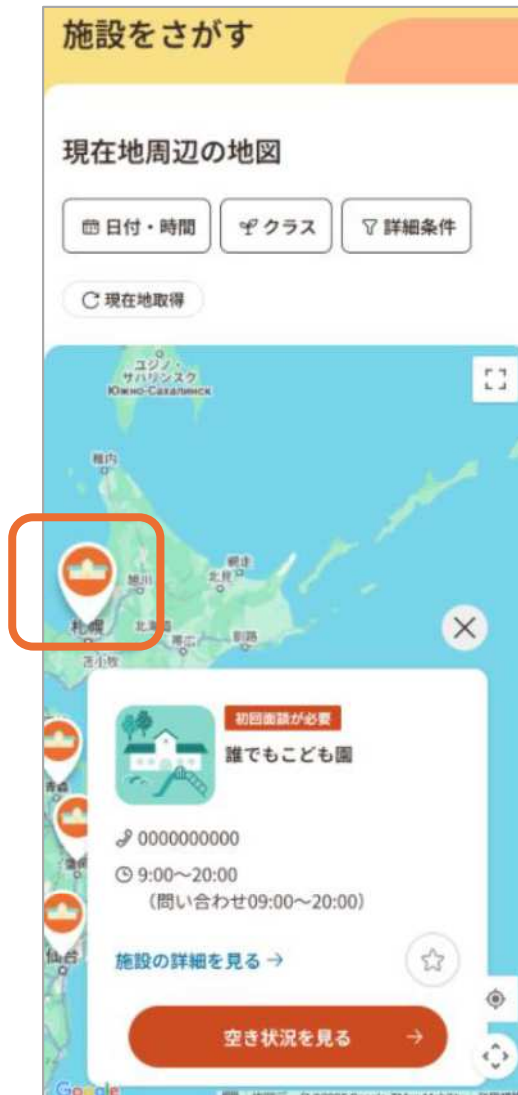 施設をさがす
現在地周辺の地図
日付・時間 クラス 詳細条件
現在地取得
ユジノ・
サハリンスク
Южно-Сахалинск
稚内
旭川
網走
北見
札幌
北海道
帯広
釧路
苫小牧
初回面談が必要
誰でもこども園
青森
0000000000
9:00～20:00
（問い合わせ09:00～20:00）
仙台
施設の詳細を見る →
空き状況を見る →
Google